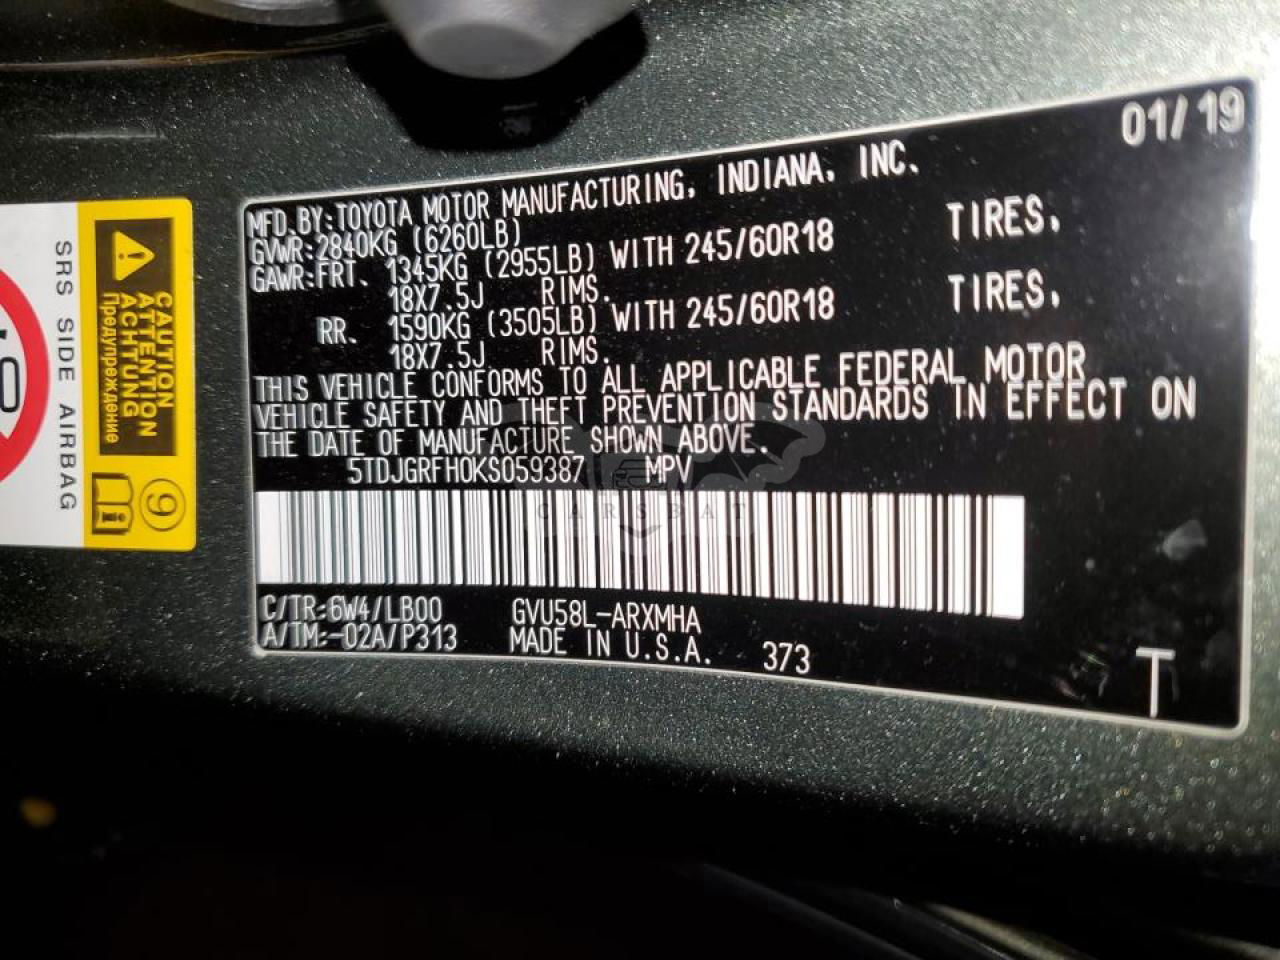 01/19
MFD.BY:TOYOTA MOTOR MANUFACTURING, INDIANA, INC.
GVWR:2840KG (6260LB)
GAWR:FRT. 1345KG (2955LB) WITH 245/60R18 TIRES,
18X7.5J RIMS.
RR. 1590KG (3505LB) WITH 245/60R18 TIRES,
18X7.5J RIMS.
THIS VEHICLE CONFORMS TO ALL APPLICABLE FEDERAL MOTOR
VEHICLE SAFETY AND THEFT PREVENTION STANDARDS IN EFFECT ON
THE DATE OF MANUFACTURE SHOWN ABOVE.
5TDJGRFH0KS059387 MPV
C/TR:6W4/LB00 GVU58L-ARXMHA
A/TM:-02A/P313 MADE IN U.S.A. 373
T
CAUTION
ATTENTION
ACHTUNG
Предупреждение
9
SRS SIDE AIRBAG
CARSBAT